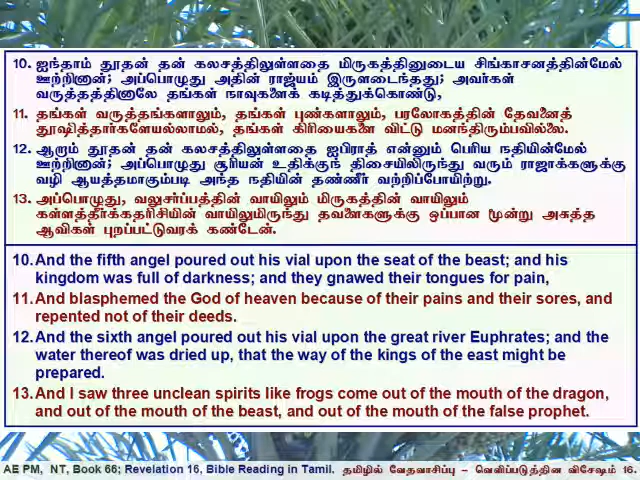 10. ஐந்தாம் தூதன் தன் கலசத்திலுள்ளதை மிருகத்தினுடைய சிங்காசனத்தின்மேல்
ஊற்றினான்; அப்பொழுது அதின் ராஜ்யம் இருளடைந்தது; அவர்கள்
வருத்தத்தினாலே தங்கள் நாவுகளைக் கடித்துக்கொண்டு,
11. தங்கள் வருத்தங்களாலும், தங்கள் புண்களாலும், பரலோகத்தின் தேவனைத்
தூஷித்தார்களேயல்லாமல், தங்கள் கிரியைகளை விட்டு மனந்திரும்பவில்லை.
12. ஆறாம் தூதன் தன் கலசத்திலுள்ளதை ஐபிராத் என்னும் பெரிய நதியின்மேல்
ஊற்றினான்; அப்பொழுது சூரியன் உதிக்குந் திசையிலிருந்து வரும் ராஜாக்களுக்கு
வழி ஆயத்தமாகும்படி அந்த நதியின் தண்ணீர் வற்றிப்போயிற்று.
13. அப்பொழுது, வலுசர்ப்பத்தின் வாயிலும் மிருகத்தின் வாயிலும்
கள்ளத்தீர்க்கதரிசியின் வாயிலுமிருந்து தவளைகளுக்கு ஒப்பான மூன்று அசுத்த
ஆவிகள் புறப்பட்டுவரக் கண்டேன்.
10. And the fifth angel poured out his vial upon the seat of the beast; and his
kingdom was full of darkness; and they gnawed their tongues for pain,
11. And blasphemed the God of heaven because of their pains and their sores, and
repented not of their deeds.
12. And the sixth angel poured out his vial upon the great river Euphrates; and the
water thereof was dried up, that the way of the kings of the east might be
prepared.
13. And I saw three unclean spirits like frogs come out of the mouth of the dragon,
and out of the mouth of the beast, and out of the mouth of the false prophet.
AE PM, NT, Book 66; Revelation 16, Bible Reading in Tamil. தமிழில் வேதவாசிப்பு - வெளிப்படுத்தின விசேஷம் 16.